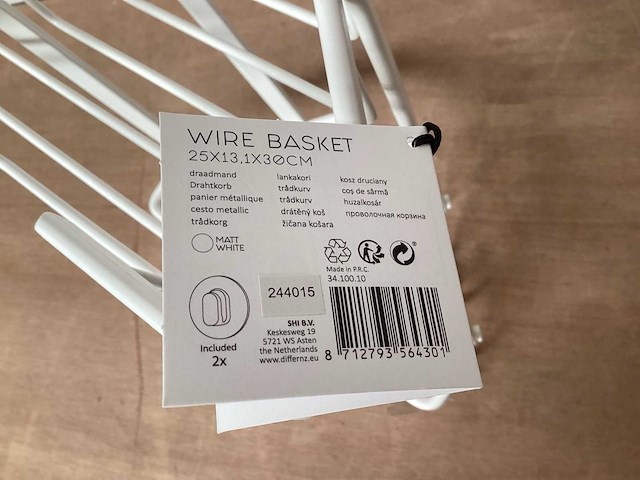 WIRE BASKET
25X13,1X30CM
draadmand
Drahtkorb
panier métallique
cesto metallic
trådkorg
lankakori
trådkurv
trådkurv
drátěný koš
žičana košara
kosz druciany
coș de sârmă
huzalkosár
проволочная корзина
MATT
WHITE
Made in P.R.C.
34.100.10
244015
Included
2x
SHI B.V.
Keskesweg 19
5721 WS Asten
the Netherlands
www.differnz.eu
8 712793 564301